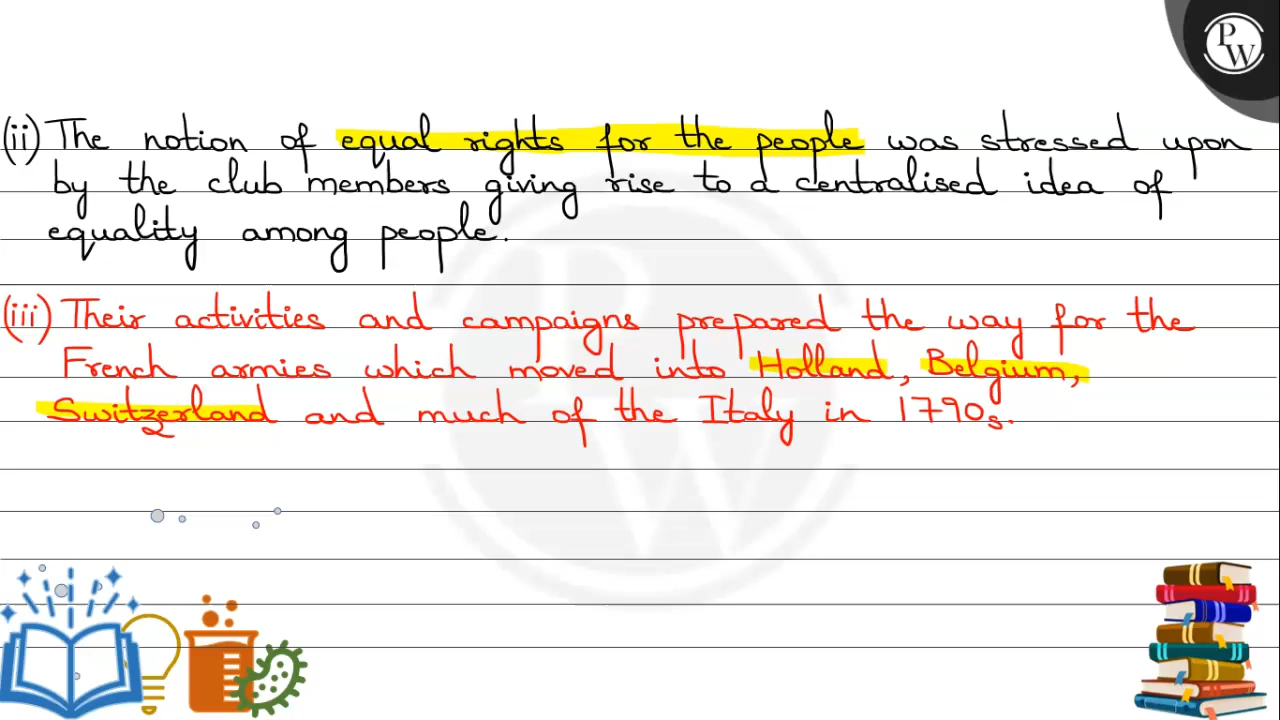 PW
(ii) The notion of equal rights for the people was stressed upon
by the club members giving rise to a centralised idea of
equality among people.
(iii) Their activities and campaigns prepared the way for the
French armies which moved into Holland, Belgium,
Switzerland and much of the Italy in 1790s.
PW